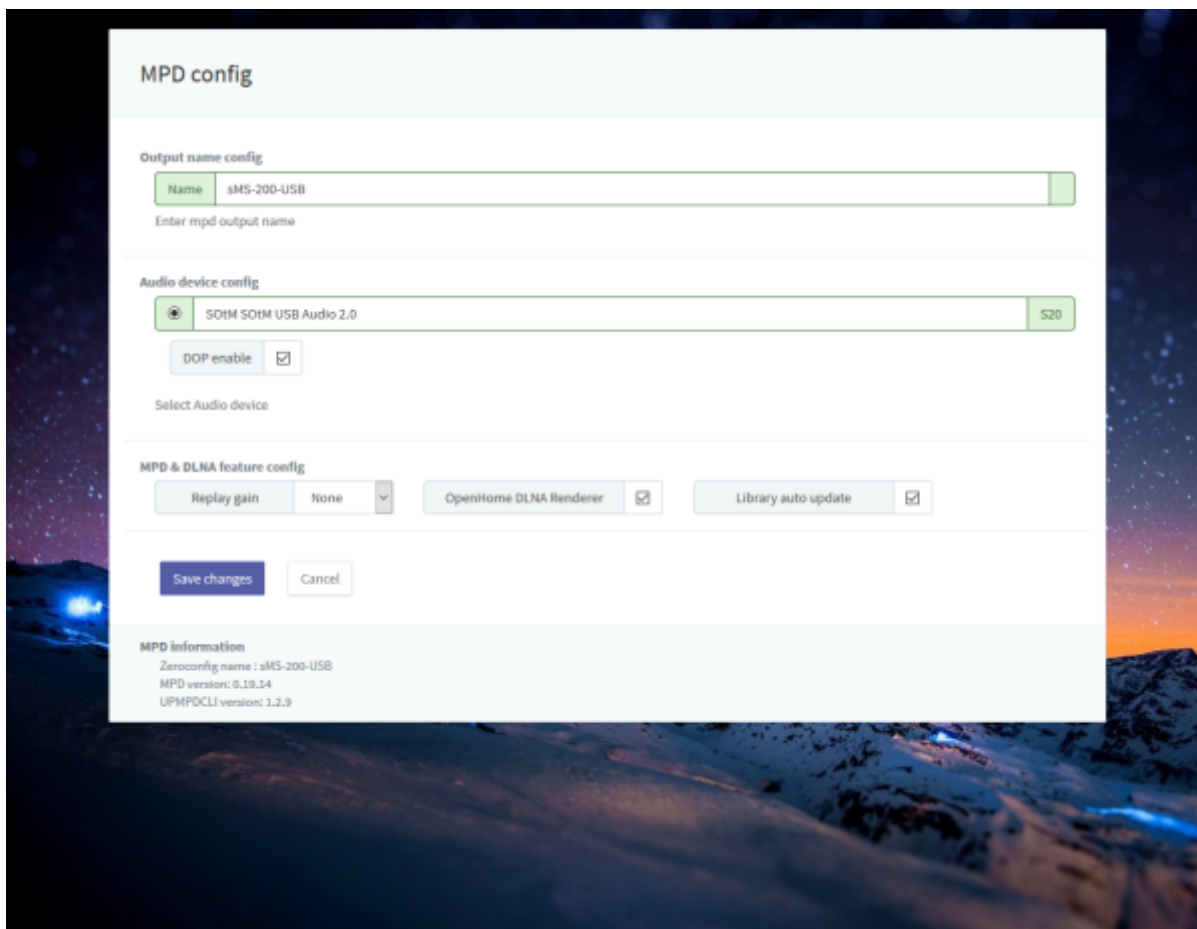 MPD config
Output name config
Name sMS-200-USB
Enter mpd output name
Audio device config
SOtM SOtM USB Audio 2.0 S20
DOP enable
Select Audio device
MPD & DLNA feature config
Replay gain None OpenHome DLNA Renderer Library auto update
Save changes Cancel
MPD information
Zeroconfig name : sMS-200-USB
MPD version: 0.19.14
UPMPDCLI version: 1.2.9